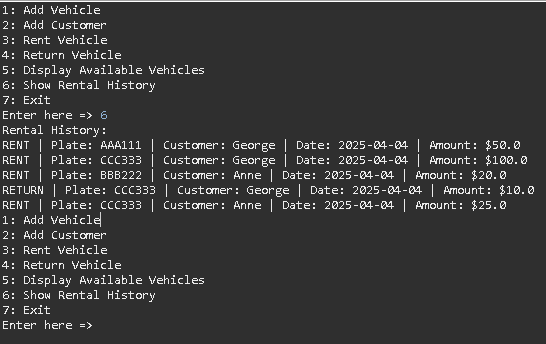 1: Add Vehicle
2: Add Customer
3: Rent Vehicle
4: Return Vehicle
5: Display Available Vehicles
6: Show Rental History
7: Exit
Enter here => 6
Rental History:
RENT | Plate: AAA111 | Customer: George | Date: 2025-04-04 | Amount: $50.0
RENT | Plate: CCC333 | Customer: George | Date: 2025-04-04 | Amount: $100.0
RENT | Plate: BBB222 | Customer: Anne | Date: 2025-04-04 | Amount: $20.0
RETURN | Plate: CCC333 | Customer: George | Date: 2025-04-04 | Amount: $10.0
RENT | Plate: CCC333 | Customer: Anne | Date: 2025-04-04 | Amount: $25.0
1: Add Vehicle
2: Add Customer
3: Rent Vehicle
4: Return Vehicle
5: Display Available Vehicles
6: Show Rental History
7: Exit
Enter here =>